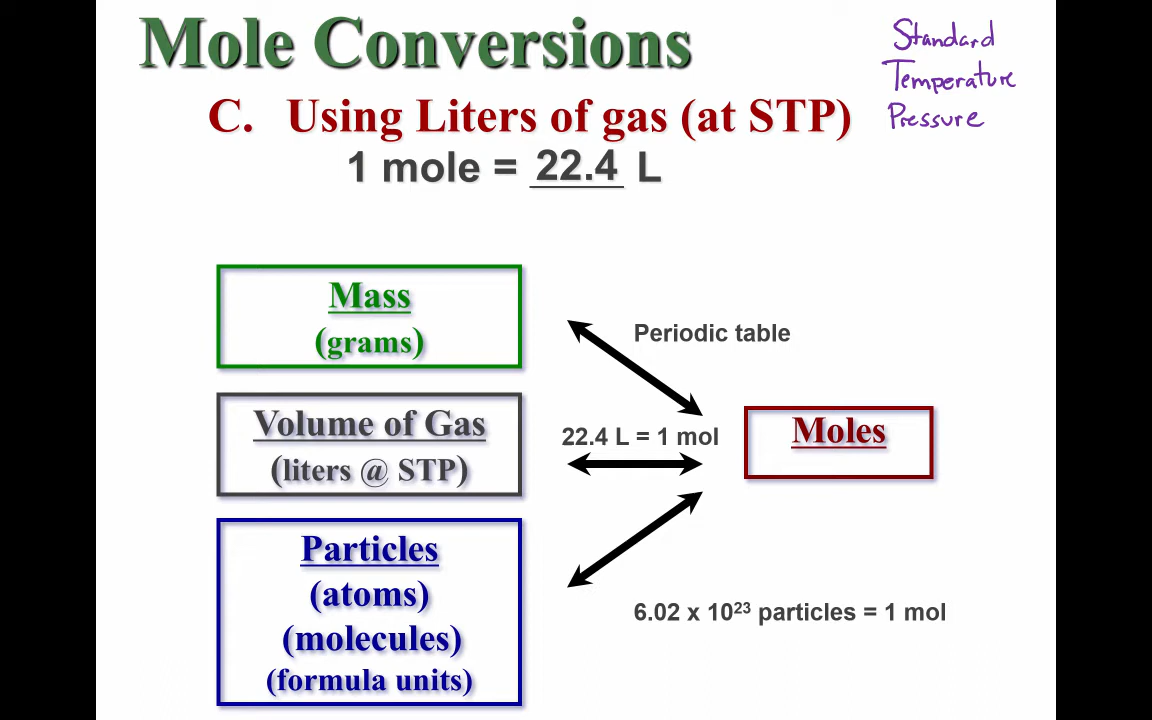 Mole Conversions
Standard
Temperature
Pressure
C. Using Liters of gas (at STP)
1 mole = 22.4 L
Mass
(grams)
Periodic table
Volume of Gas
(liters @ STP)
22.4 L = 1 mol
Moles
Particles
(atoms)
(molecules)
(formula units)
6.02 x 10²³ particles = 1 mol